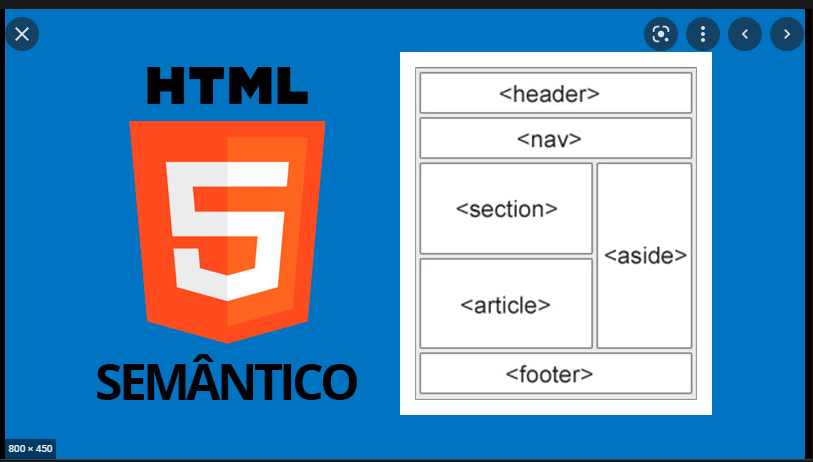 HTML
5
SEMÂNTICO
<header>
<nav>
<section>
<aside>
<article>
<footer>
800 × 450